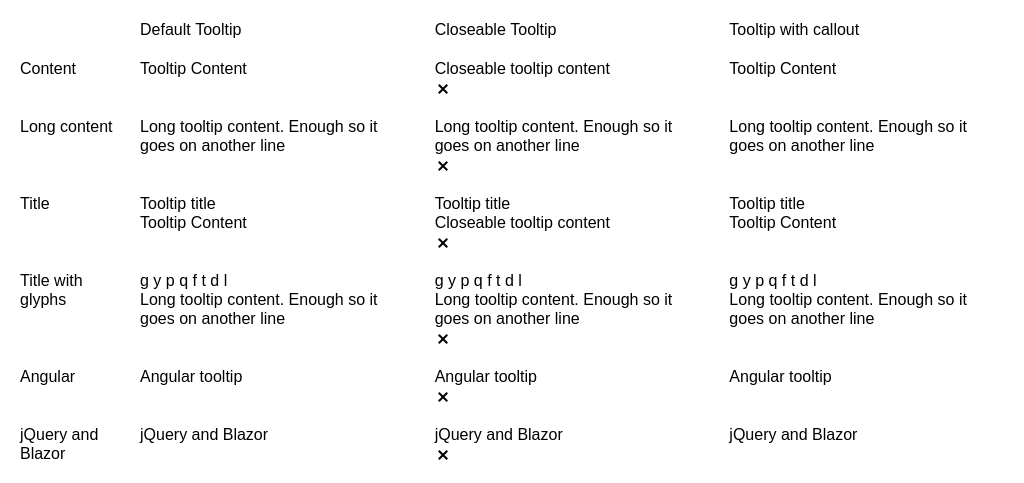 Default Tooltip Closeable Tooltip Tooltip with callout
Content Tooltip Content Closeable tooltip content Tooltip Content
✕
Long content Long tooltip content. Enough so it Long tooltip content. Enough so it Long tooltip content. Enough so it
goes on another line goes on another line goes on another line
✕
Title Tooltip title Tooltip title Tooltip title
Tooltip Content Closeable tooltip content Tooltip Content
✕
Title with g y p q f t d l g y p q f t d l g y p q f t d l
glyphs Long tooltip content. Enough so it Long tooltip content. Enough so it Long tooltip content. Enough so it
goes on another line goes on another line goes on another line
✕
Angular Angular tooltip Angular tooltip Angular tooltip
✕
jQuery and jQuery and Blazor jQuery and Blazor jQuery and Blazor
Blazor ✕